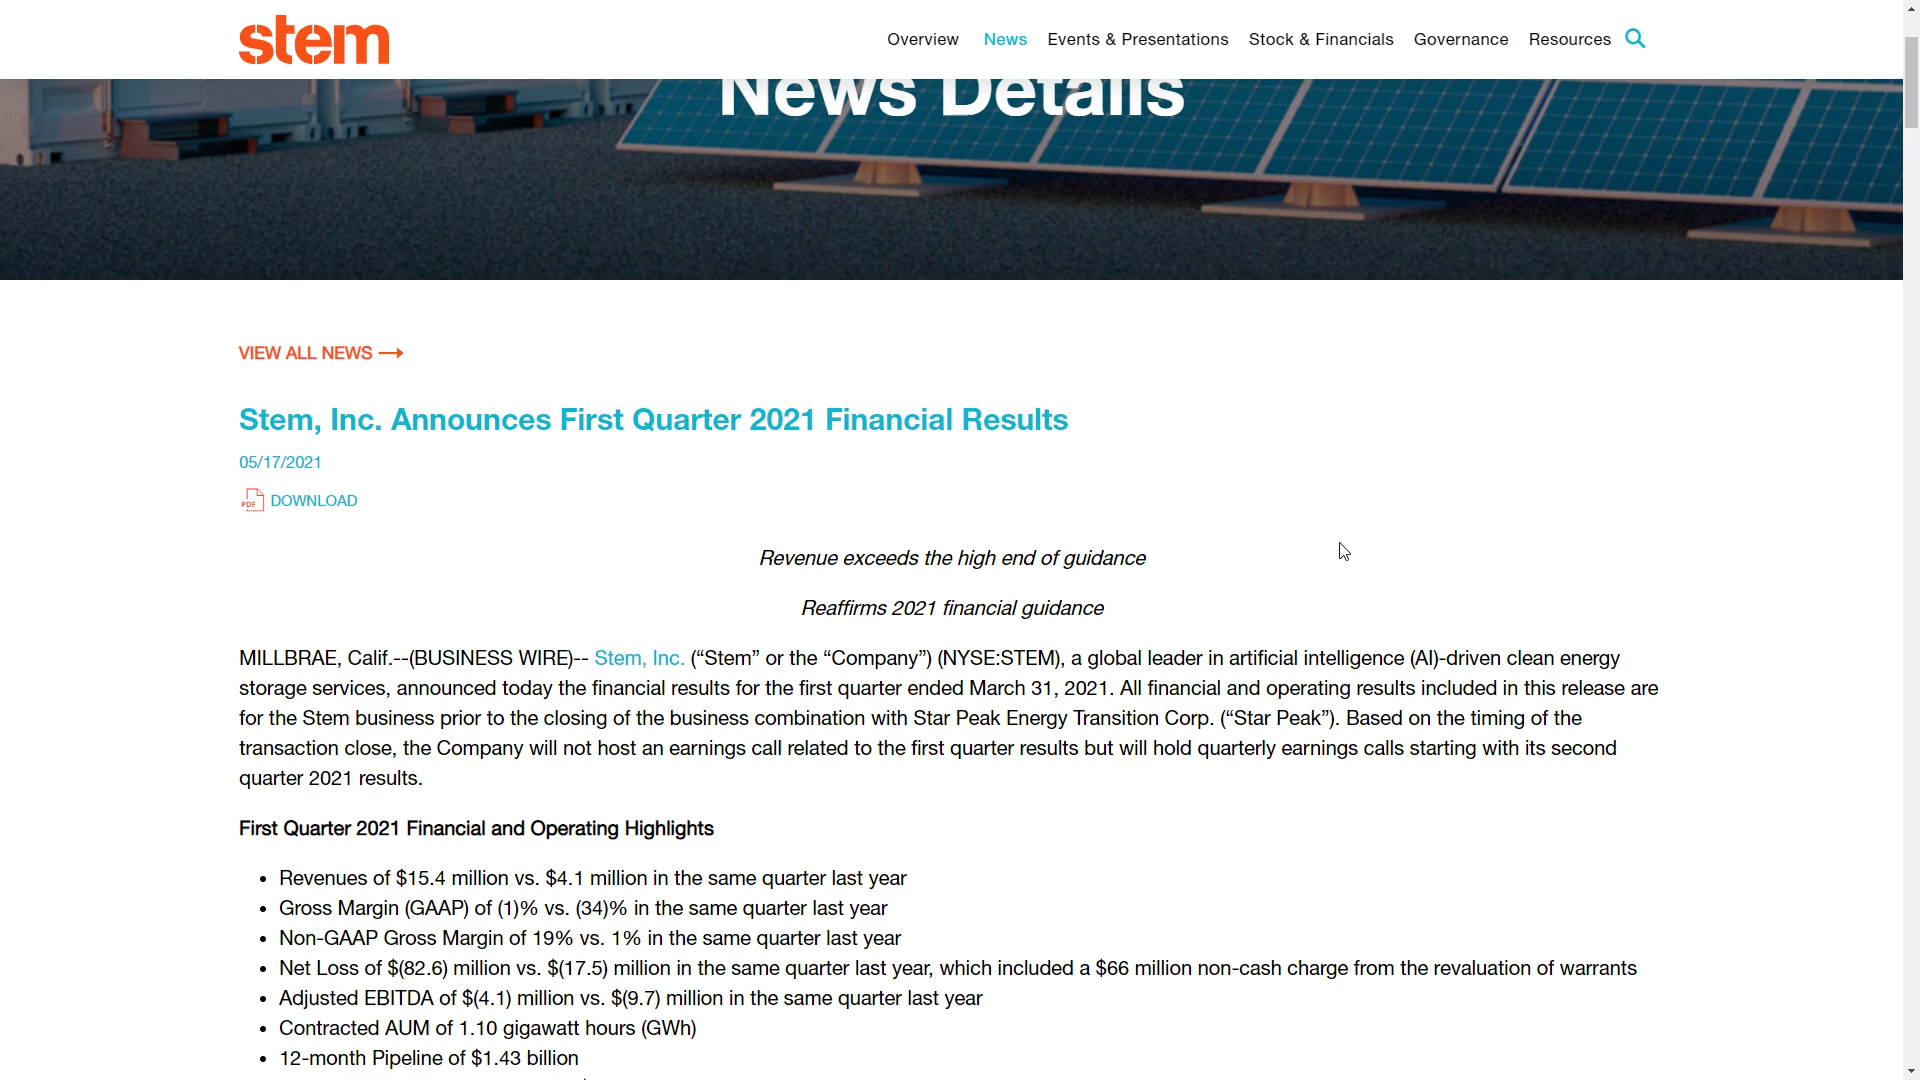 stem
Overview News Events & Presentations Stock & Financials Governance Resources
News Details
VIEW ALL NEWS
Stem, Inc. Announces First Quarter 2021 Financial Results
05/17/2021
PDF DOWNLOAD
Revenue exceeds the high end of guidance
Reaffirms 2021 financial guidance
MILLBRAE, Calif.--(BUSINESS WIRE)-- Stem, Inc. (“Stem” or the “Company”) (NYSE:STEM), a global leader in artificial intelligence (AI)-driven clean energy
storage services, announced today the financial results for the first quarter ended March 31, 2021. All financial and operating results included in this release are
for the Stem business prior to the closing of the business combination with Star Peak Energy Transition Corp. (“Star Peak”). Based on the timing of the
transaction close, the Company will not host an earnings call related to the first quarter results but will hold quarterly earnings calls starting with its second
quarter 2021 results.
First Quarter 2021 Financial and Operating Highlights
• Revenues of $15.4 million vs. $4.1 million in the same quarter last year
• Gross Margin (GAAP) of (1)% vs. (34)% in the same quarter last year
• Non-GAAP Gross Margin of 19% vs. 1% in the same quarter last year
• Net Loss of $(82.6) million vs. $(17.5) million in the same quarter last year, which included a $66 million non-cash charge from the revaluation of warrants
• Adjusted EBITDA of $(4.1) million vs. $(9.7) million in the same quarter last year
• Contracted AUM of 1.10 gigawatt hours (GWh)
• 12-month Pipeline of $1.43 billion